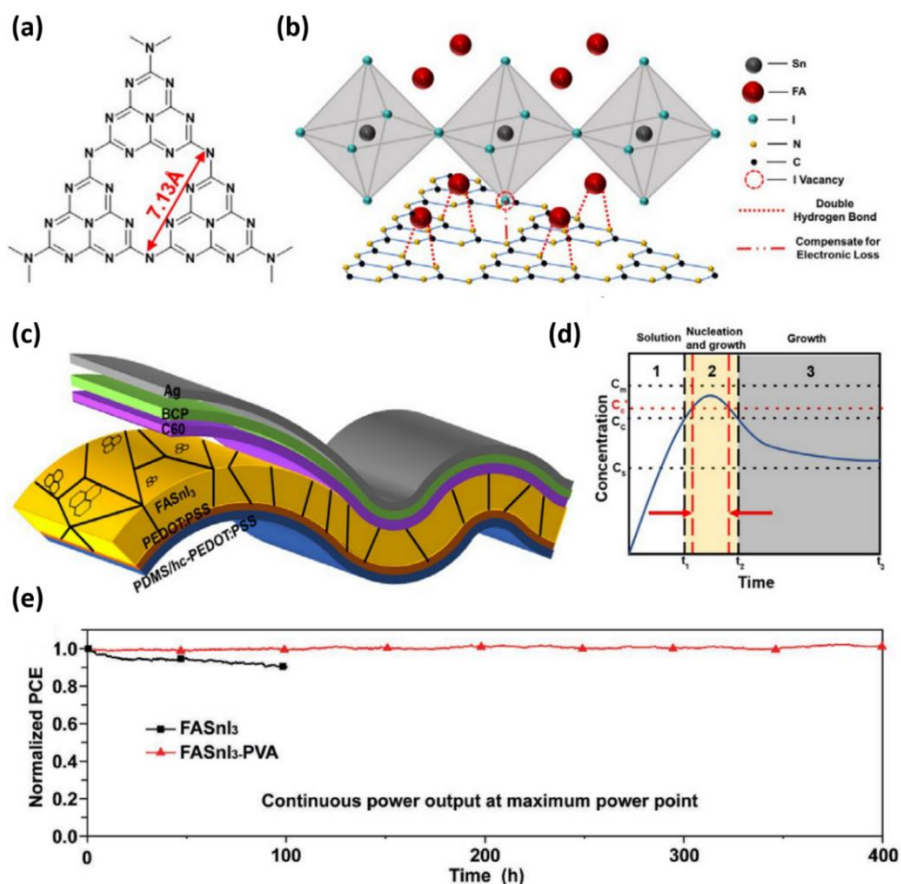 (a)
N
N N
N N N
N N
N N
7.13Å
N N N N
N N N N
N N N N N N
N N N
(b)
Sn
FA
I
N
C
I Vacancy
Double
Hydrogen Bond
Compensate for
Electronic Loss
(c)
Ag
BCP
C60
FASnI₃
PEDOT:PSS
PDMS/hc-PEDOT:PSS
(d)
Solution
Nucleation
and growth
Growth
1 2 3
Cm
Cc
Cs
Concentration
t₁ t₂ t₃
Time
(e)
Normalized PCE
1.0
0.8
0.6
0.4
0.2
0.0
FASnI₃
FASnI₃-PVA
Continuous power output at maximum power point
0 100 200 300 400
Time (h)